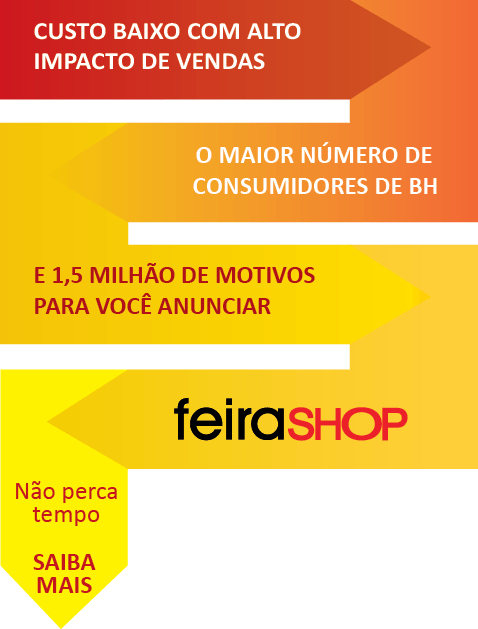 CUSTO BAIXO COM ALTO
IMPACTO DE VENDAS
O MAIOR NÚMERO DE
CONSUMIDORES DE BH
E 1,5 MILHÃO DE MOTIVOS
PARA VOCÊ ANUNCIAR
feiraSHOP
Não perca
tempo
SAIBA
MAIS